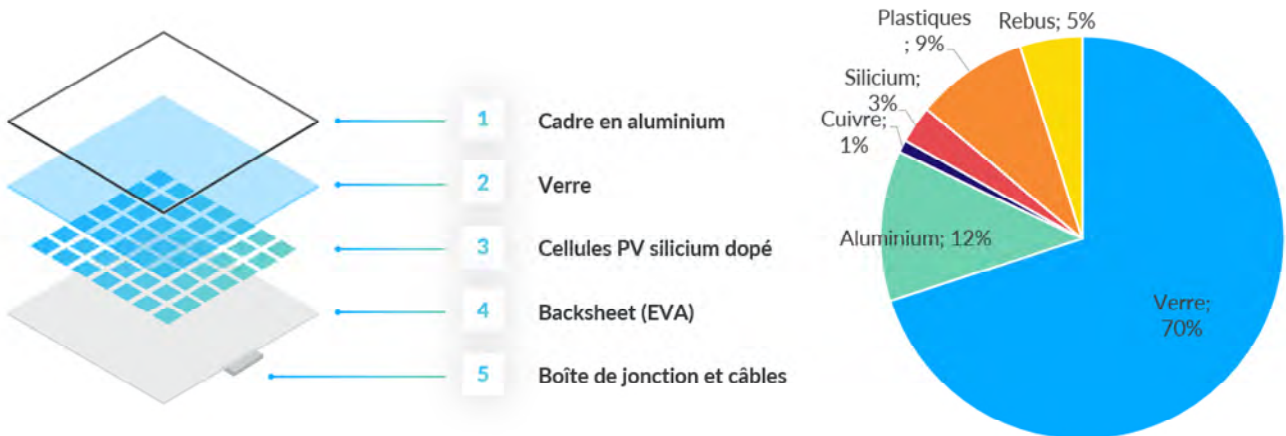 1 Cadre en aluminium
2 Verre
3 Cellules PV silicium dopé
4 Backsheet (EVA)
5 Boîte de jonction et câbles
Plastiques
; 9%
Rebus; 5%
Silicium;
3%
Cuivre;
1%
Aluminium; 12%
Verre;
70%